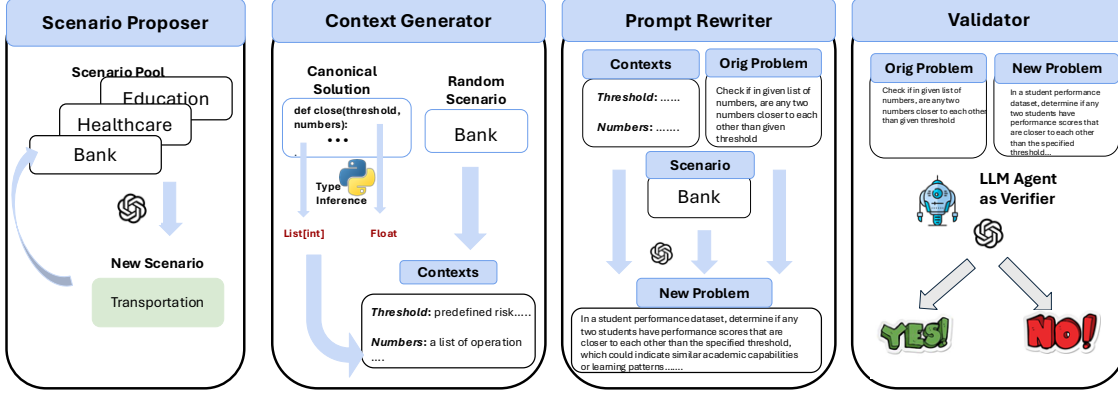 Scenario Proposer
Scenario Pool
Education
Healthcare
Bank
New Scenario
Transportation
Context Generator
Canonical
Solution
def close(threshold,
numbers):
•••
.
Type
Inference
List[int]
Float
Random
Scenario
Bank
Contexts
Threshold: predefined risk.....
Numbers: a list of operation
....
Prompt Rewriter
Contexts
Threshold: ......
Numbers: .......
Orig Problem
Check if in given list of
numbers, are any two
numbers closer to each
other than given
threshold
Scenario
Bank
New Problem
In a student performance dataset, determine if any
two students have performance scores that are
closer to each other than the specified threshold,
which could indicate similar academic capabilities
or learning patterns.......
Validator
Orig Problem
Check if in given list of
numbers, are anytwo
numbers closer to each other
than given threshold
New Problem
In a student performance
dataset, determine if any
two students have
performance scores that
are closer to each other
than the specified
threshold...
LLM Agent
as Verifier
YES!
NO!